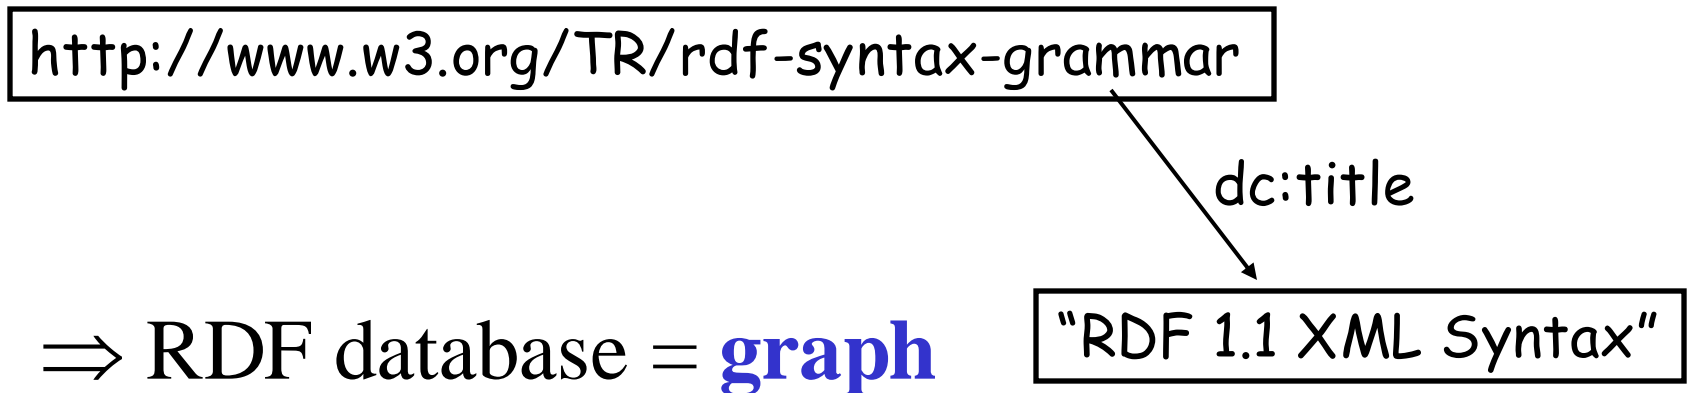 http://www.w3.org/TR/rdf-syntax-grammar
dc:title
⇒ RDF database = graph
“RDF 1.1 XML Syntax”